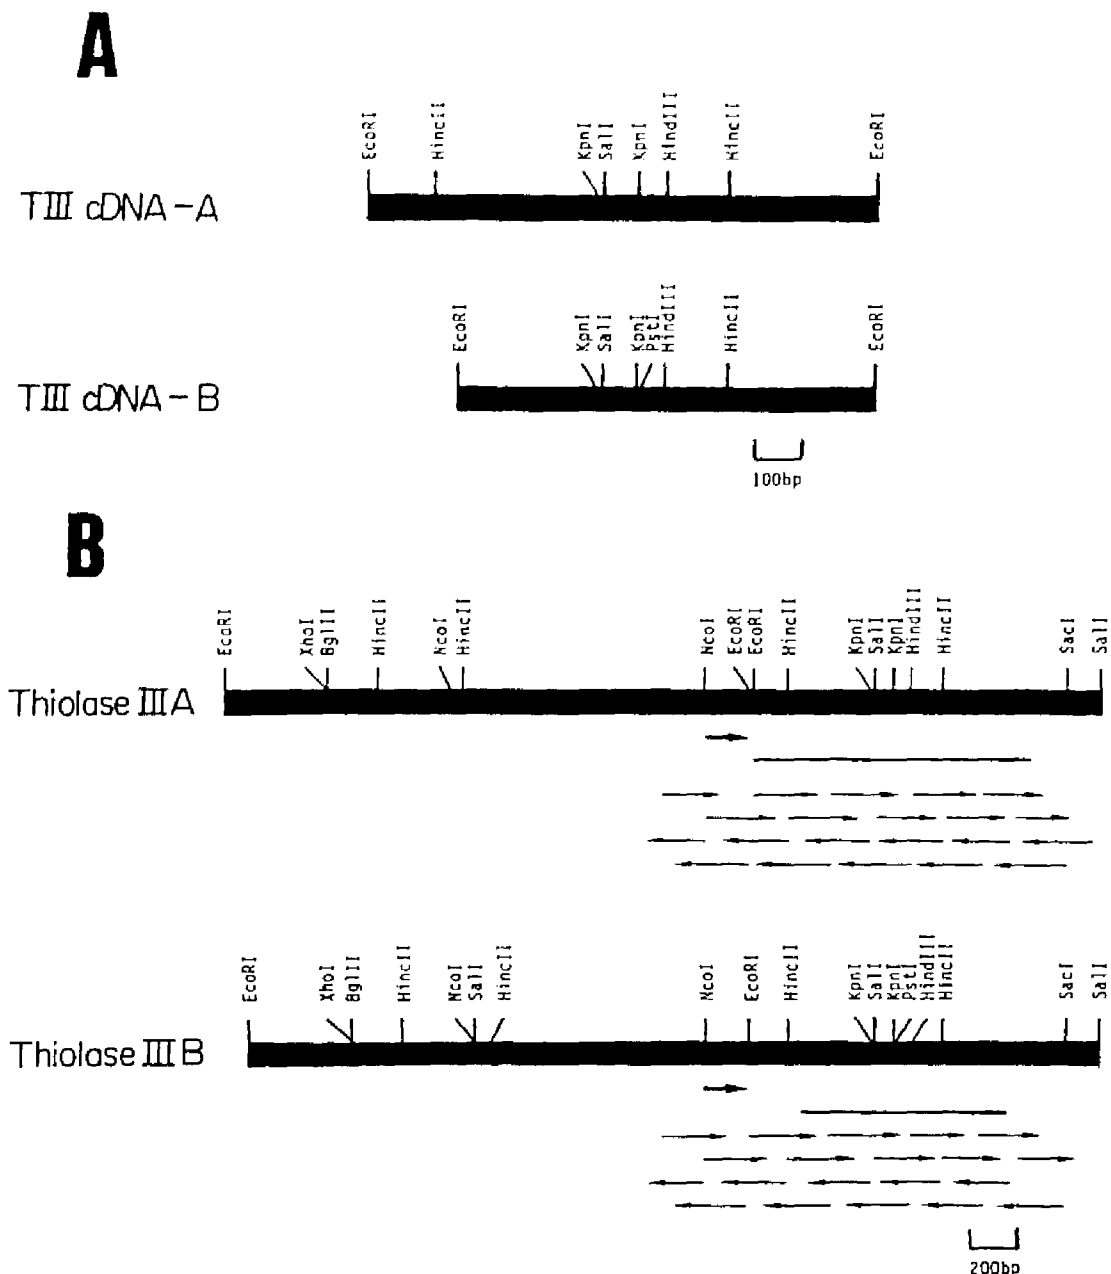 A
EcoRI HincII KpnI SalI KpnI HindIII HincII EcoRI
TIII cDNA-A
EcoRI KpnI SalI KpnI PstI HindIII HincII EcoRI
TIII cDNA-B
100bp
B
EcoRI XhoI BglII HincII NcoI HincII NcoI EcoRI EcoRI HincII KpnI SalI KpnI HindIII HincII SacI SalI
Thiolase IIIA
EcoRI XhoI BglII HincII NcoI SalI HincII NcoI EcoRI HincII KpnI SalI KpnI PstI HindIII HincII SacI SalI
Thiolase IIIB
200bp